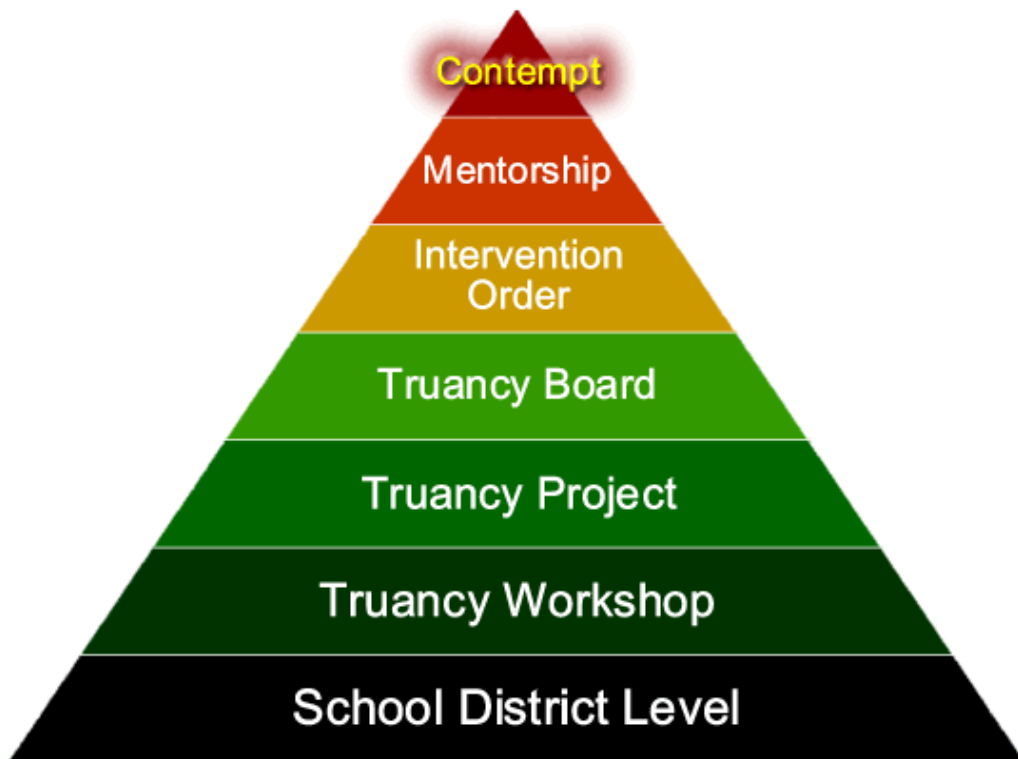 Contempt
Mentorship
Intervention
Order
Truancy Board
Truancy Project
Truancy Workshop
School District Level